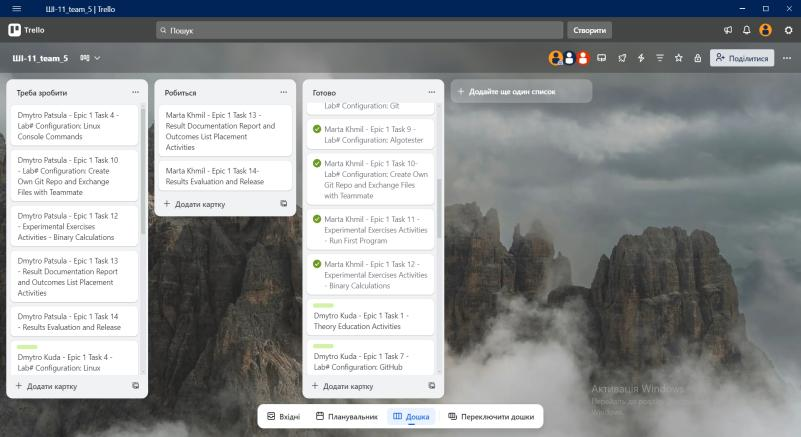 ШІ-11_team_5 | Trello
Trello
Пошук
Створити
ШІ-11_team_5
Поділитися
Треба зробити
Dmytro Patsula - Epic 1 Task 4 -
Lab# Configuration: Linux
Console Commands
Dmytro Patsula - Epic 1 Task 10
- Lab# Configuration: Create
Own Git Repo and Exchange
Files with Teammate
Dmytro Patsula - Epic 1 Task 12
- Experimental Exercises
Activities - Binary Calculations
Dmytro Patsula - Epic 1 Task 13
- Result Documentation Report
and Outcomes List Placement
Activities
Dmytro Patsula - Epic 1 Task 14
- Results Evaluation and Release
Dmytro Kuda - Epic 1 Task 4 -
Lab# Configuration: Linux
Додати картку
Робиться
Marta Khmil - Epic 1 Task 13 -
Result Documentation Report and
Outcomes List Placement
Activities
Marta Khmil - Epic 1 Task 14-
Results Evaluation and Release
Додати картку
Готово
Lab# Configuration: Git
Marta Khmil - Epic 1 Task 9 -
Lab# Configuration: Algotester
Marta Khmil - Epic 1 Task 10-
Lab# Configuration: Create Own
Git Repo and Exchange Files
with Teammate
Marta Khmil - Epic 1 Task 11 -
Experimental Exercises Activities
- Run First Program
Marta Khmil - Epic 1 Task 12 -
Experimental Exercises Activities
- Binary Calculations
Dmytro Kuda - Epic 1 Task 1 -
Theory Education Activities
Dmytro Kuda - Epic 1 Task 7 -
Lab# Configuration: GitHub
Додати картку
Додайте ще один список
Активація Windows
Перейдіть до розділу
Windows.
Вхідні
Планувальник
Дошка
Переключити дошки